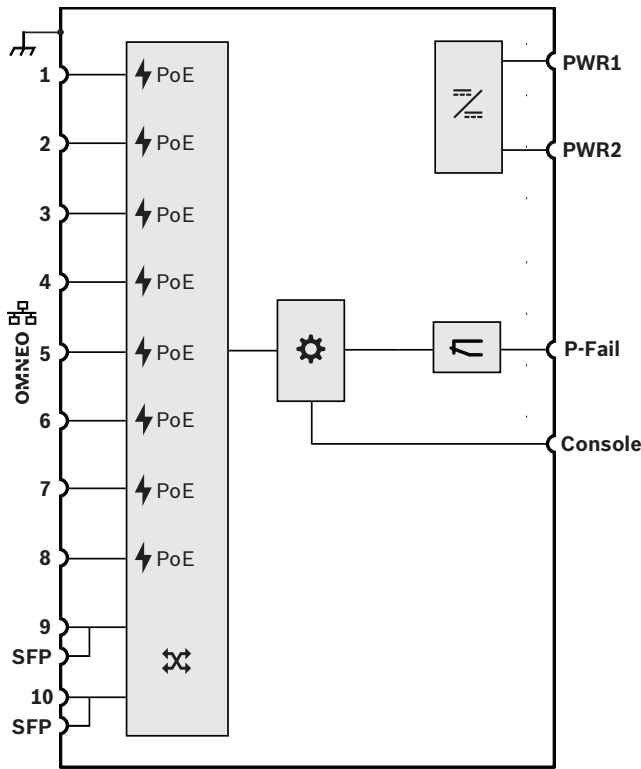 1 PoE
2 PoE
3 PoE
4 PoE
OMNEO
5 PoE
6 PoE
7 PoE
8 PoE
9
SFP
10
SFP
PWR1
PWR2
P-Fail
Console